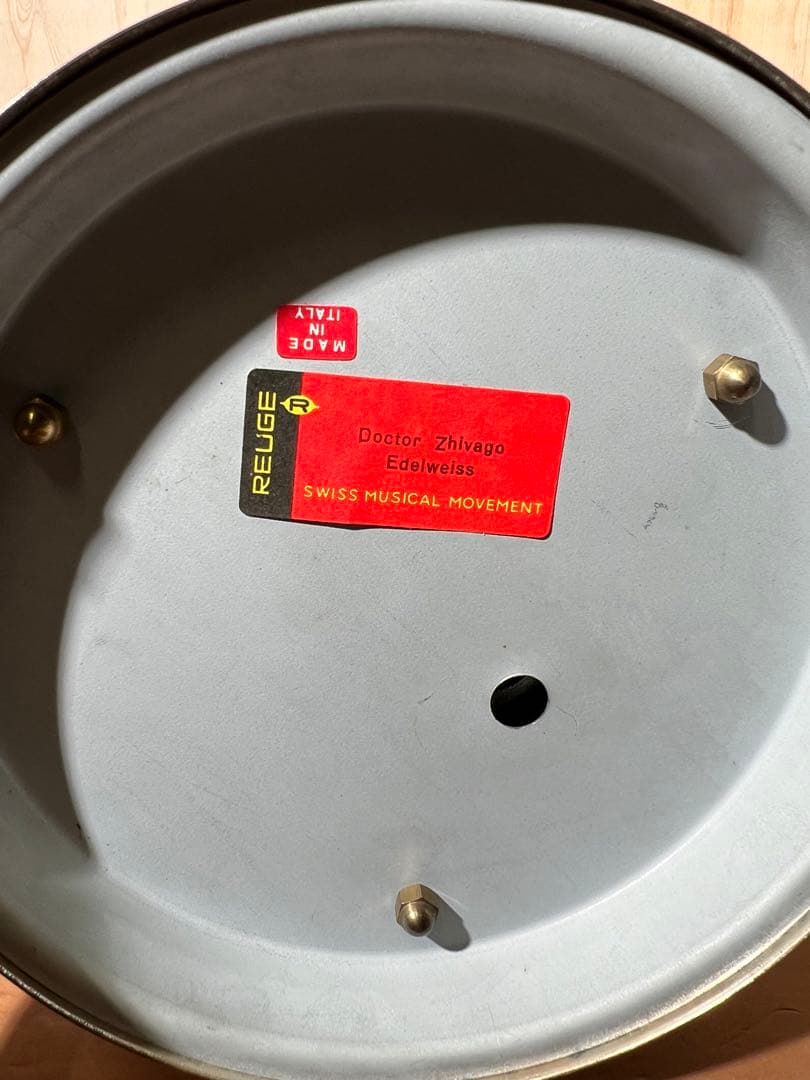 MADE
IN
ITALY
REUGE
R
Doctor Zhivago
Edelweiss
SWISS MUSICAL MOVEMENT